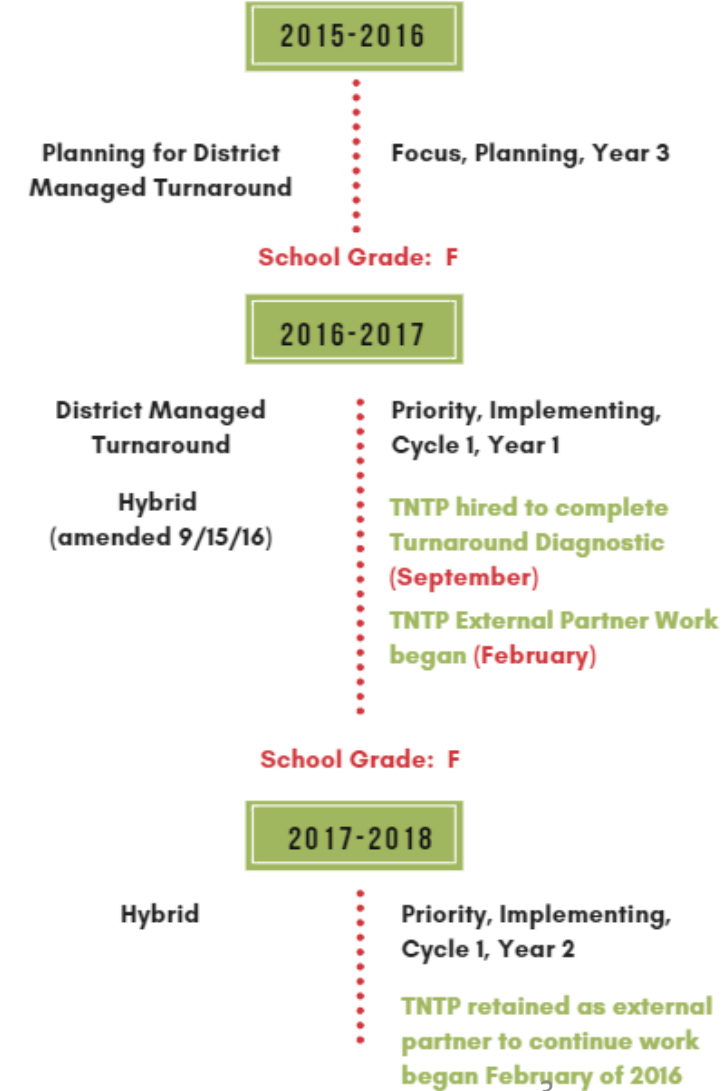 2015-2016
Planning for District
Managed Turnaround
Focus, Planning, Year 3
School Grade: F
2016-2017
District Managed
Turnaround
Hybrid
(amended 9/15/16)
Priority, Implementing,
Cycle 1, Year 1
TNTP hired to complete
Turnaround Diagnostic
(September)
TNTP External Partner Work
began (February)
School Grade: F
2017-2018
Hybrid
Priority, Implementing,
Cycle 1, Year 2
TNTP retained as external
partner to continue work
began February of 2016